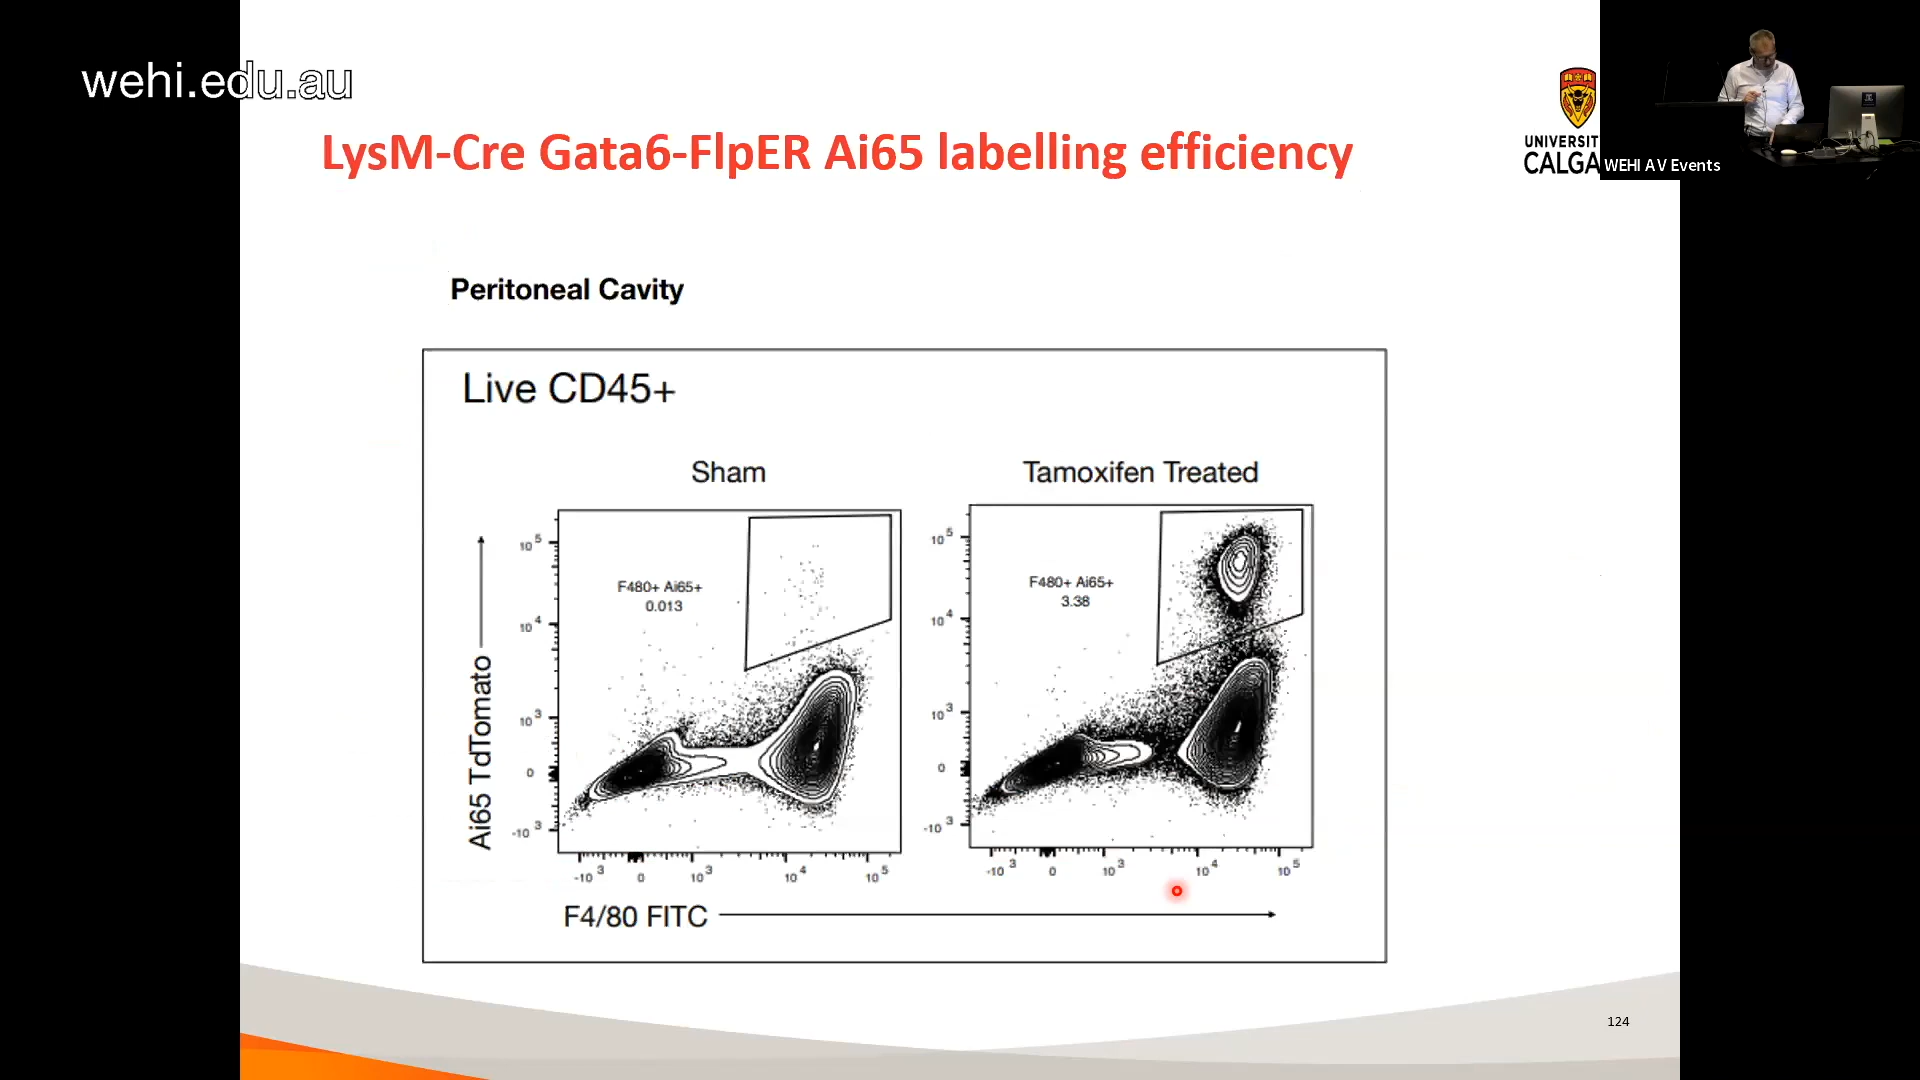 wehi.edu.au
LysM-Cre Gata6-FlpER Ai65 labelling efficiency
UNIVERSIT
CALGA
WEHI AV Events
Peritoneal Cavity
Live CD45+
Sham
Tamoxifen Treated
F480+ Ai65+
0.013
F480+ Ai65+
3.38
10 5
10 4
10 3
0
-10 3
10 5
10 4
10 3
0
-10 3
Ai65 TdTomato
-10 3 0 10 3 10 4 10 5
-10 3 0 10 3 10 4 10 5
F4/80 FITC
124